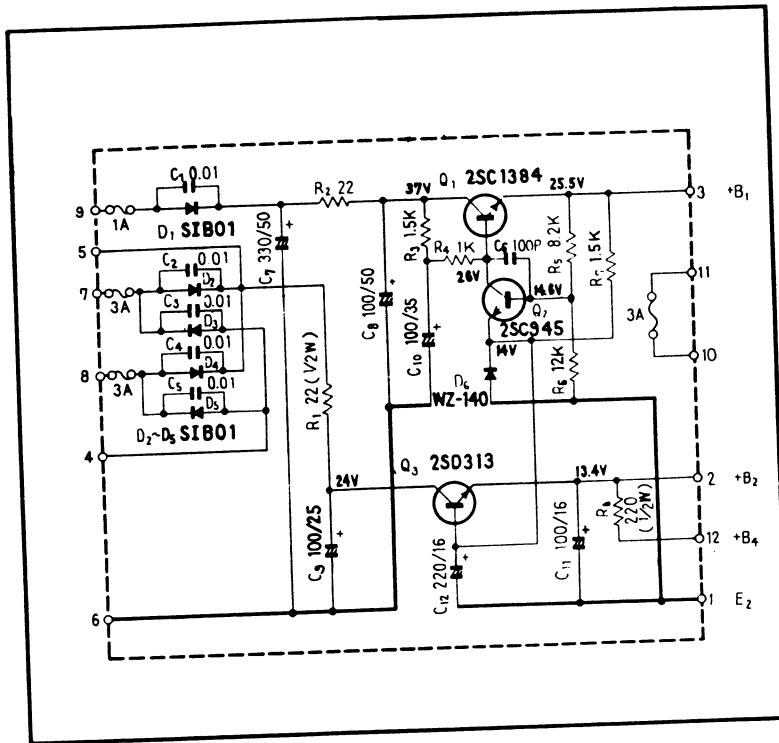 C1 0.01
9
1A
D1 SIB01
R2 22
37V
Q1 2SC1384
25.5V
3 +B1
5
C2 0.01
7
3A
D2
C3 0.01
D3
C4 0.01
8
3A
D4
C5 0.01
D5
D2~D5 SIB01
4
C7 330/50
C8 100/50
R3 1.5K
R4 1K
C6 100P
26V
14.6V
Q2
2SC945
14V
C10 100/35
R5 8.2K
R7 1.5K
R6 12K
D6
WZ-140
11
3A
10
R1 22 (1/2W)
24V
Q3 2SD313
13.4V
2 +B2
R8 220 (1/2W)
12 +B4
C9 100/25
C12 220/16
C11 100/16
6
1 E2